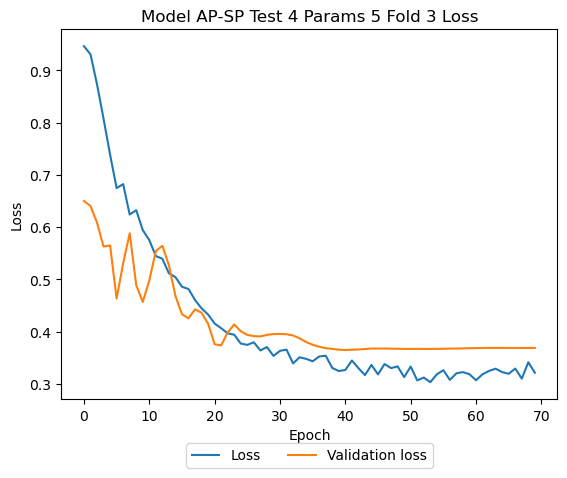 Model AP-SP Test 4 Params 5 Fold 3 Loss
Loss
0.9
0.8
0.7
0.6
0.5
0.4
0.3
0 10 20 30 40 50 60 70
Epoch
Loss Validation loss